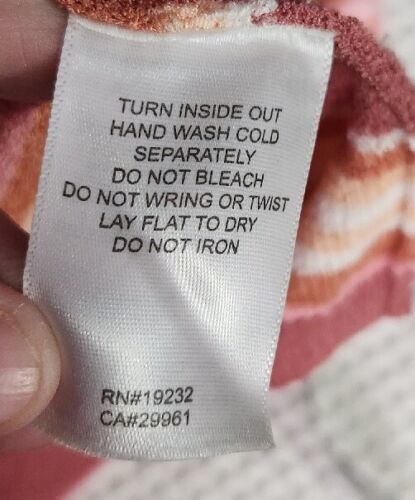 TURN INSIDE OUT
HAND WASH COLD
SEPARATELY
DO NOT BLEACH
DO NOT WRING OR TWIST
LAY FLAT TO DRY
DO NOT IRON
RN#19232
CA#29961